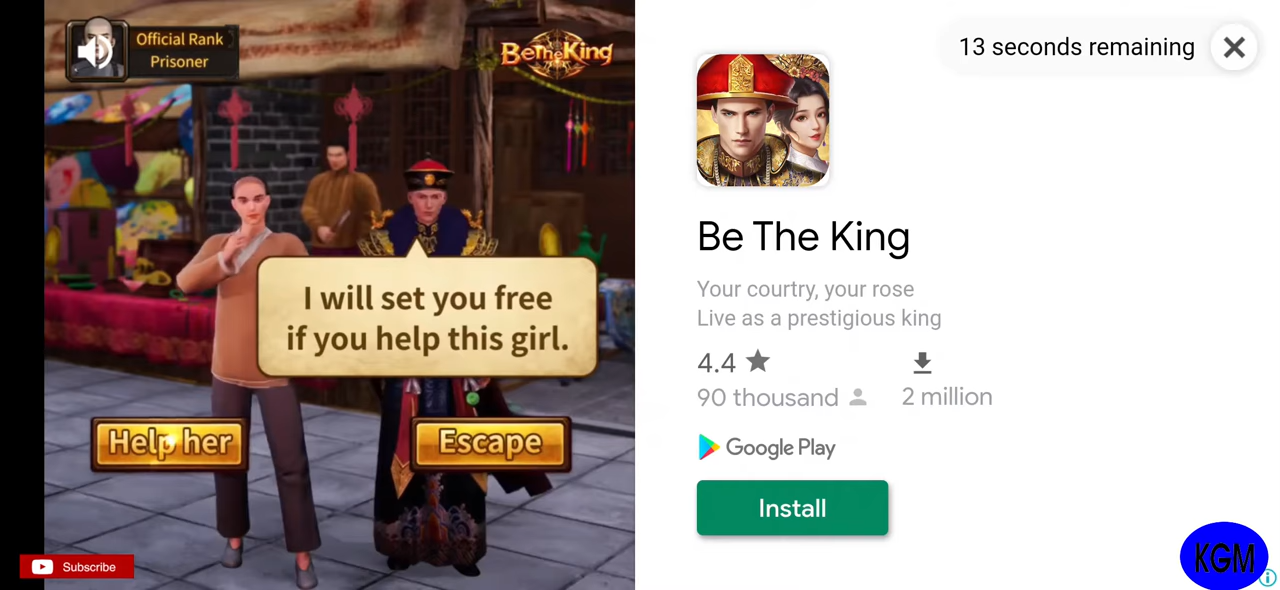 Official Rank
Prisoner
BeTheKing
I will set you free
if you help this girl.
Help her
Escape
Subscribe
13 seconds remaining
Be The King
Your courtry, your rose
Live as a prestigious king
4.4
90 thousand
2 million
Google Play
Install
KGM